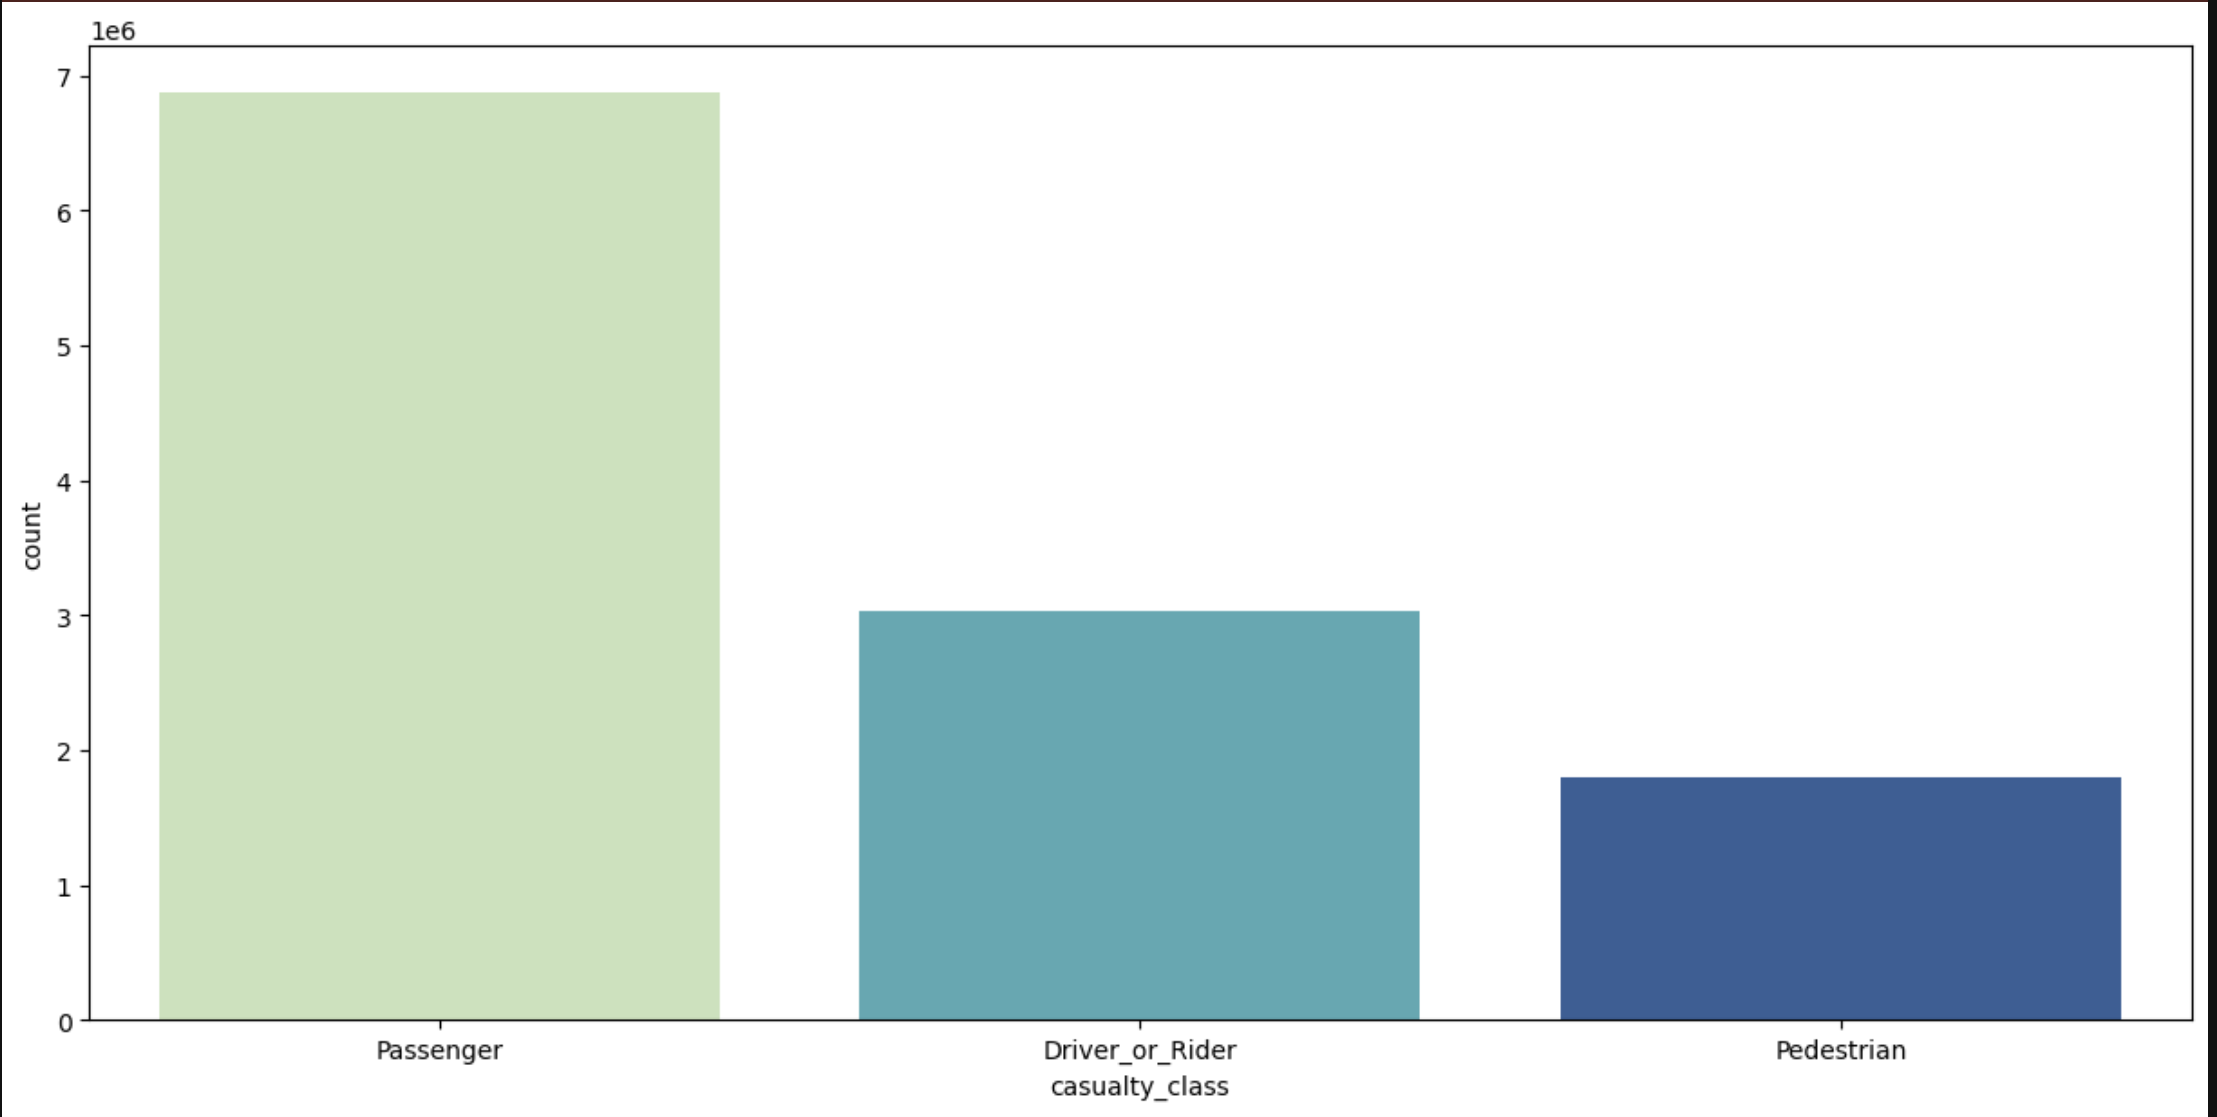 1e6
7
6
5
4
3
2
1
0
count
Passenger
Driver_or_Rider
Pedestrian
casualty_class